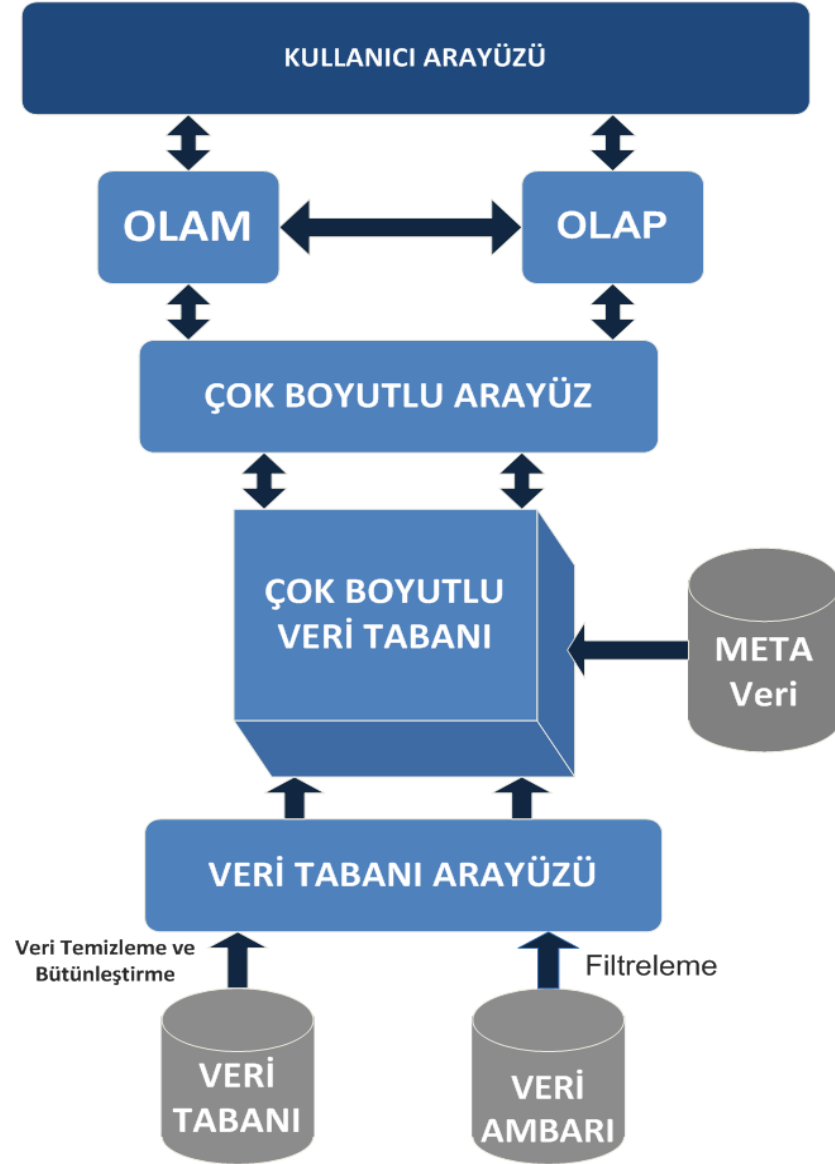 KULLANICI ARAYÜZÜ
OLAM
OLAP
ÇOK BOYUTLU ARAYÜZ
ÇOK BOYUTLU
VERİ TABANI
META
Veri
VERİ TABANI ARAYÜZÜ
Veri Temizleme ve
Bütünleştirme
Filtreleme
VERİ
TABANI
VERİ
AMBARI